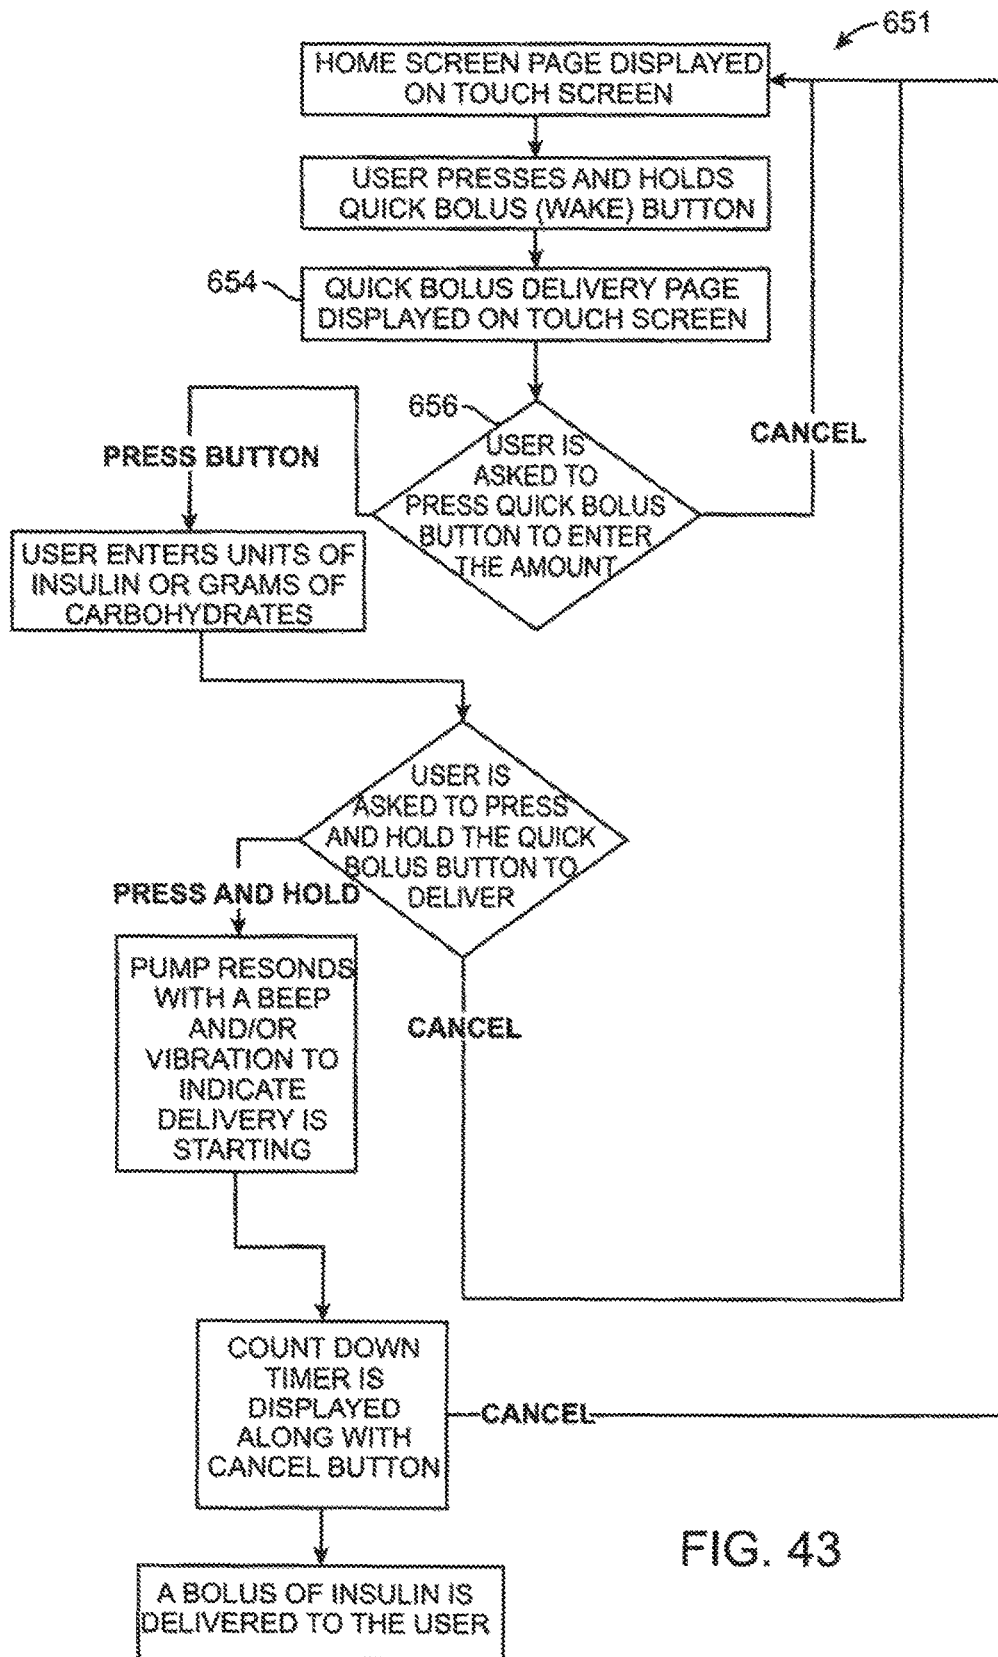 651
HOME SCREEN PAGE DISPLAYED
ON TOUCH SCREEN
USER PRESSES AND HOLDS
QUICK BOLUS (WAKE) BUTTON
654
QUICK BOLUS DELIVERY PAGE
DISPLAYED ON TOUCH SCREEN
656
USER IS
ASKED TO
PRESS QUICK BOLUS
BUTTON TO ENTER
THE AMOUNT
CANCEL
PRESS BUTTON
USER ENTERS UNITS OF
INSULIN OR GRAMS OF
CARBOHYDRATES
USER IS
ASKED TO PRESS
AND HOLD THE QUICK
BOLUS BUTTON TO
DELIVER
PRESS AND HOLD
PUMP RESONDS
WITH A BEEP
AND/OR
VIBRATION TO
INDICATE
DELIVERY IS
STARTING
CANCEL
COUNT DOWN
TIMER IS
DISPLAYED
ALONG WITH
CANCEL BUTTON
CANCEL
A BOLUS OF INSULIN IS
DELIVERED TO THE USER
FIG. 43